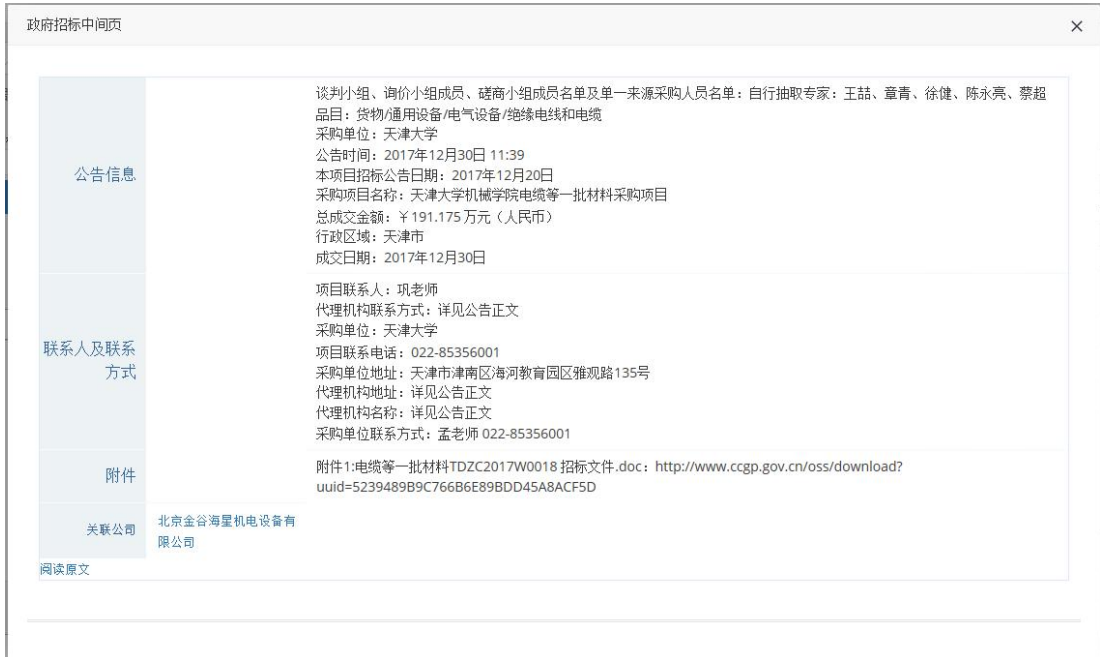 政府招标中间页
×
公告信息
谈判小组、询价小组成员、磋商小组成员名单及单一来源采购人员名单：自行抽取专家：王喆、章青、徐健、陈永亮、蔡超
品目：货物/通用设备/电气设备/绝缘电线和电缆
采购单位：天津大学
公告时间：2017年12月30日 11:39
本项目招标公告日期：2017年12月20日
采购项目名称：天津大学机械学院电缆等一批材料采购项目
总成交金额：￥191.175 万元（人民币）
行政区域：天津市
成交日期：2017年12月30日
联系人及联系
方式
项目联系人：巩老师
代理机构联系方式：详见公告正文
采购单位：天津大学
项目联系电话：022-85356001
采购单位地址：天津市津南区海河教育园区雅观路135号
代理机构地址：详见公告正文
代理机构名称：详见公告正文
采购单位联系方式：孟老师 022-85356001
附件
附件1:电缆等一批材料TDZC2017W0018 招标文件.doc：http://www.ccgp.gov.cn/oss/download?
uuid=5239489B9C766B6E89BDD45A8ACF5D
关联公司
北京金谷海星机电设备有
限公司
阅读原文